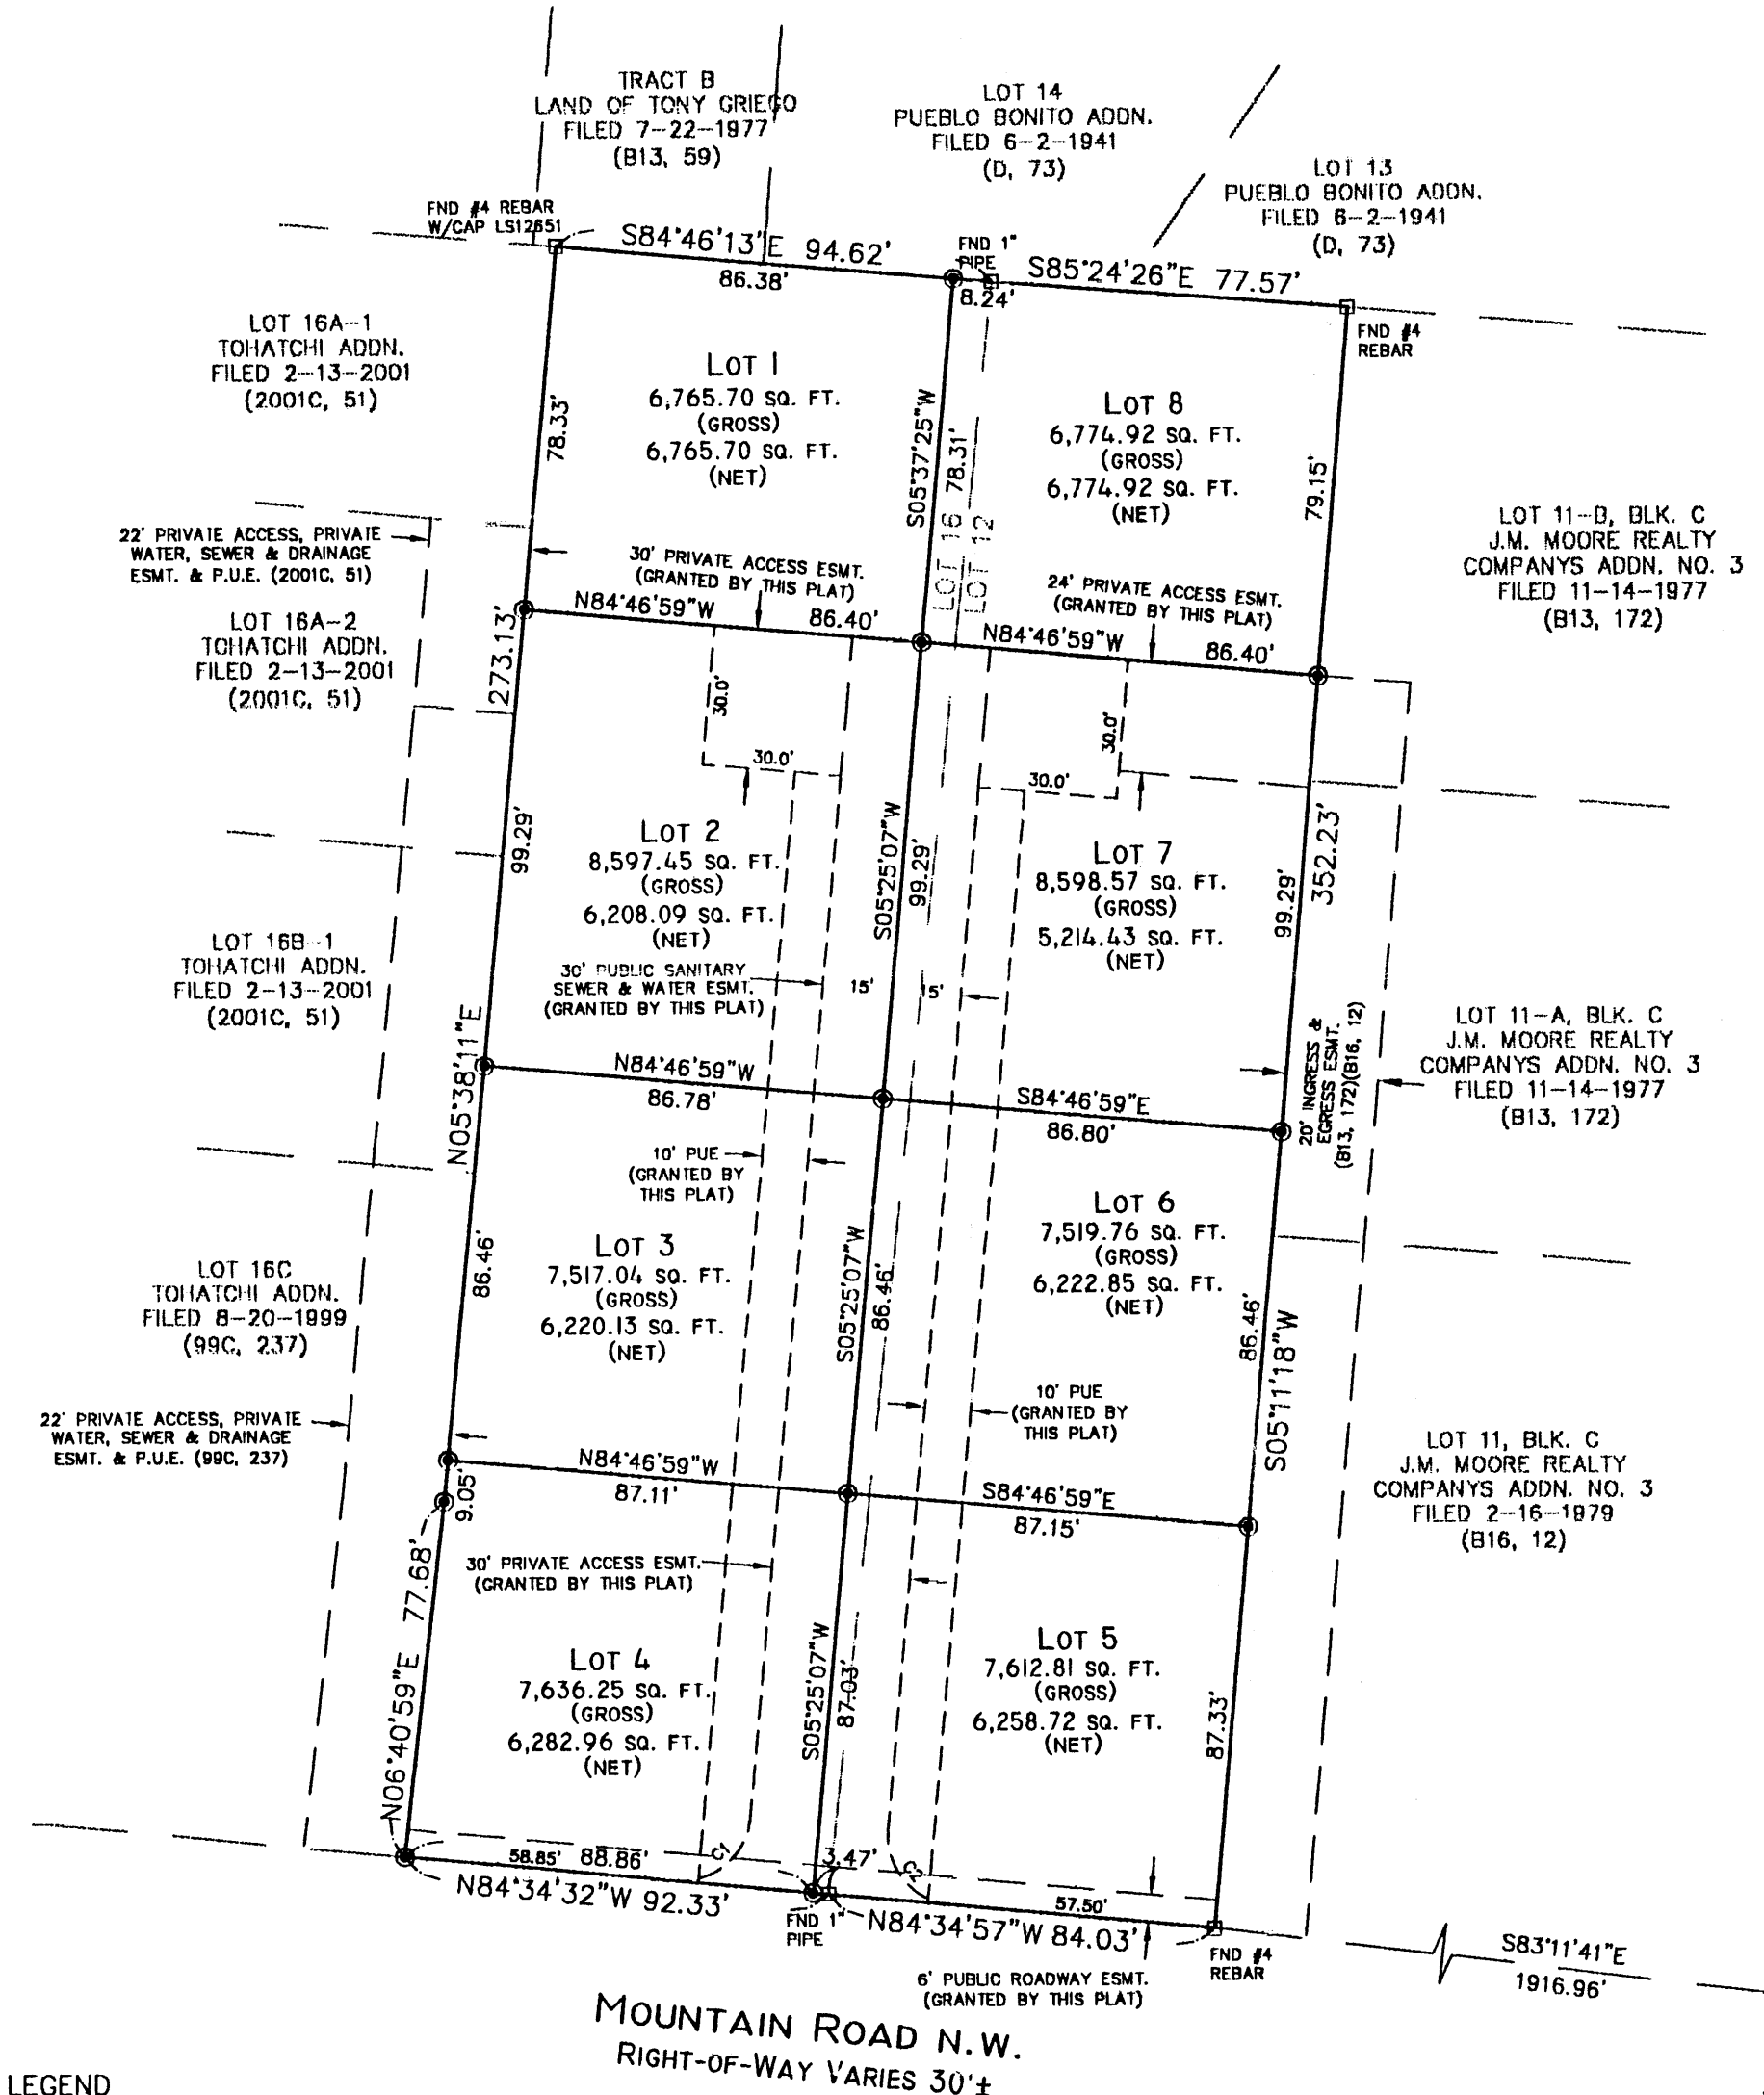 TRACT B
LAND OF TONY GRIEGO
FILED 7-22-1977
(B13, 59)
LOT 14
PUEBLO BONITO ADDN.
FILED 6-2-1941
(D, 73)
LOT 13
PUEBLO BONITO ADDN.
FILED 6-2-1941
(D, 73)
FND #4 REBAR
W/CAP LS12651
S84°46'13"E 94.62'
86.38'
FND 1"
PIPE
8.24'
S85°24'26"E 77.57'
FND #4
REBAR
LOT 16A-1
TOHATCHI ADDN.
FILED 2-13-2001
(2001C, 51)
78.33'
LOT 1
6,765.70 SQ. FT.
(GROSS)
6,765.70 SQ. FT.
(NET)
S05°37'25"W
78.31'
LOT 16
LOT 12
LOT 8
6,774.92 SQ. FT.
(GROSS)
6,774.92 SQ. FT.
(NET)
79.15'
LOT 11-B, BLK. C
J.M. MOORE REALTY
COMPANYS ADDN. NO. 3
FILED 11-14-1977
(B13, 172)
22' PRIVATE ACCESS, PRIVATE
WATER, SEWER & DRAINAGE
ESMT. & P.U.E. (2001C, 51)
30' PRIVATE ACCESS ESMT.
(GRANTED BY THIS PLAT)
24' PRIVATE ACCESS ESMT.
(GRANTED BY THIS PLAT)
N84°46'59"W
86.40'
N84°46'59"W
86.40'
LOT 16A-2
TOHATCHI ADDN.
FILED 2-13-2001
(2001C, 51)
273.13'
30.0'
30.0'
30.0'
30.0'
99.29'
LOT 2
8,597.45 SQ. FT.
(GROSS)
6,208.09 SQ. FT.
(NET)
S05°25'07"W
99.29'
LOT 7
8,598.57 SQ. FT.
(GROSS)
5,214.43 SQ. FT.
(NET)
99.29'
352.23'
LOT 16B-1
TOHATCHI ADDN.
FILED 2-13-2001
(2001C, 51)
30' PUBLIC SANITARY
SEWER & WATER ESMT.
(GRANTED BY THIS PLAT)
15'
15'
N05°38'11"E
20' INGRESS &
EGRESS ESMT.
(B13, 172)(B16, 12)
LOT 11-A, BLK. C
J.M. MOORE REALTY
COMPANYS ADDN. NO. 3
FILED 11-14-1977
(B13, 172)
N84°46'59"W
86.78'
S84°46'59"E
86.80'
10' PUE
(GRANTED BY
THIS PLAT)
LOT 16C
TOHATCHI ADDN.
FILED 8-20-1999
(99C, 237)
86.46'
LOT 3
7,517.04 SQ. FT.
(GROSS)
6,220.13 SQ. FT.
(NET)
S05°25'07"W
86.46'
LOT 6
7,519.76 SQ. FT.
(GROSS)
6,222.85 SQ. FT.
(NET)
86.46'
S05°11'18"W
10' PUE
(GRANTED BY
THIS PLAT)
22' PRIVATE ACCESS, PRIVATE
WATER, SEWER & DRAINAGE
ESMT. & P.U.E. (99C, 237)
LOT 11, BLK. C
J.M. MOORE REALTY
COMPANYS ADDN. NO. 3
FILED 2-16-1979
(B16, 12)
N84°46'59"W
87.11'
S84°46'59"E
87.15'
9.05'
30' PRIVATE ACCESS ESMT.
(GRANTED BY THIS PLAT)
N06°40'59"E 77.68'
LOT 4
7,636.25 SQ. FT.
(GROSS)
6,282.96 SQ. FT.
(NET)
S05°25'07"W
87.03'
LOT 5
7,612.81 SQ. FT.
(GROSS)
6,258.72 SQ. FT.
(NET)
87.33'
58.85' 88.86'
C1
3.47'
C2
57.50'
N84°34'32"W 92.33'
FND 1"
PIPE
N84°34'57"W 84.03'
FND #4
REBAR
6' PUBLIC ROADWAY ESMT.
(GRANTED BY THIS PLAT)
S83°11'41"E
1916.96'
MOUNTAIN ROAD N.W.
RIGHT-OF-WAY VARIES 30'±
LEGEND